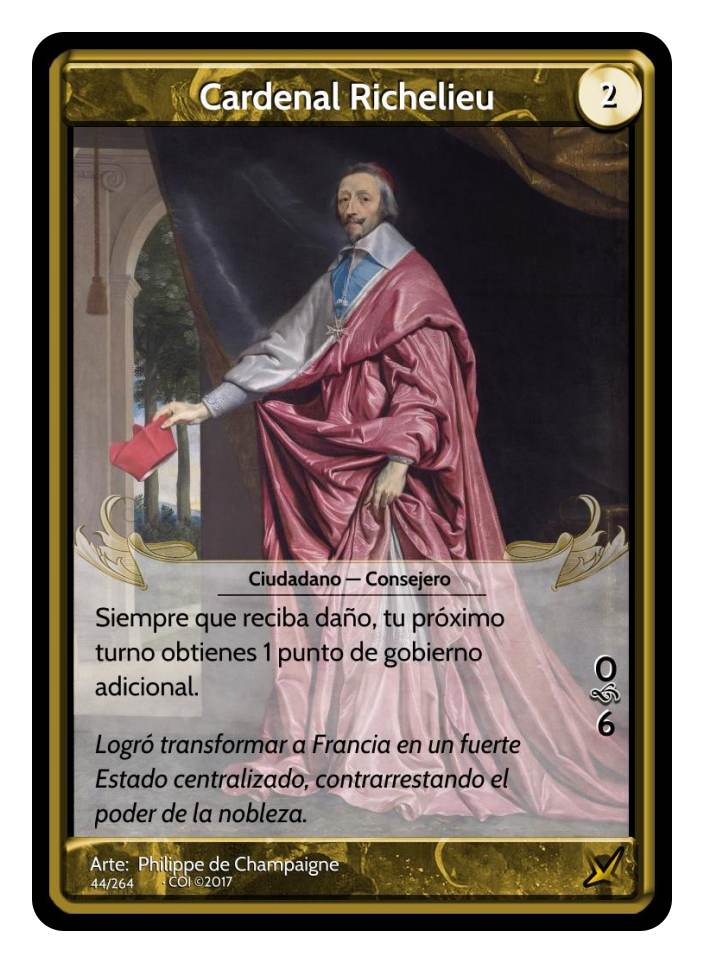 Cardenal Richelieu
2
Ciudadano — Consejero
Siempre que reciba daño, tu próximo
turno obtienes 1 punto de gobierno
adicional.
0
6
Logró transformar a Francia en un fuerte
Estado centralizado, contrarrestando el
poder de la nobleza.
Arte: Philippe de Champaigne
44/264 · COI ©2017